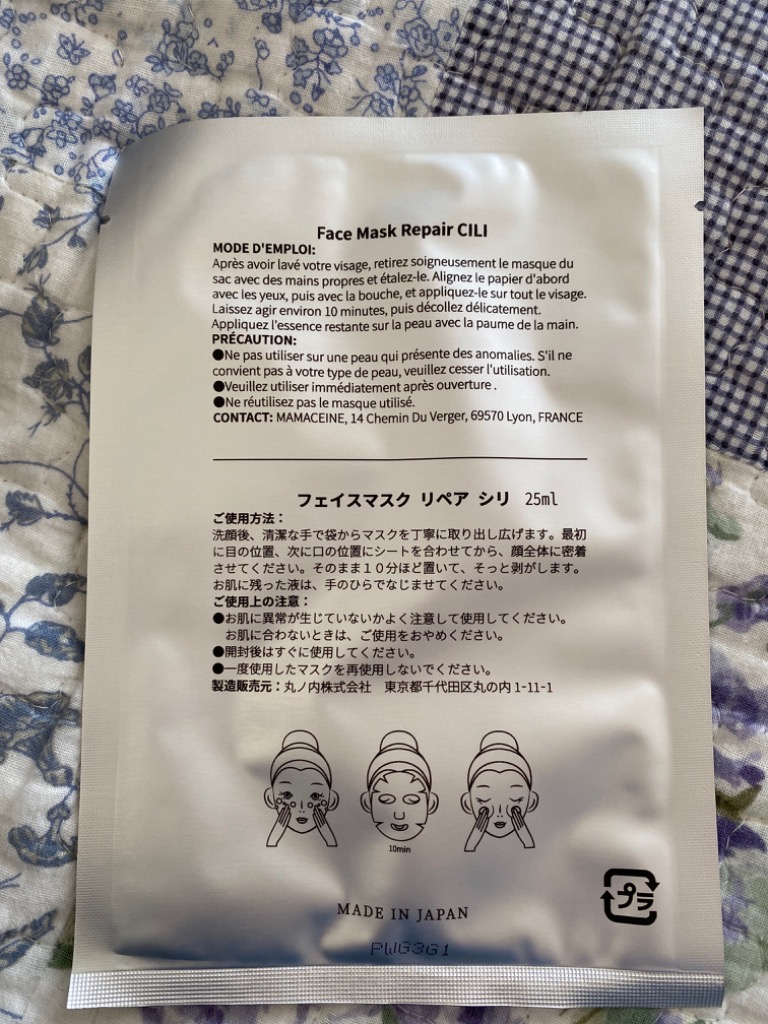 Face Mask Repair CILI
MODE D'EMPLOI:
Après avoir lavé votre visage, retirez soigneusement le masque du
sac avec des mains propres et étalez-le. Alignez le papier d'abord
avec les yeux, puis avec la bouche, et appliquez-le sur tout le visage.
Laissez agir environ 10 minutes, puis décollez délicatement.
Appliquez l'essence restante sur la peau avec la paume de la main.
PRÉCAUTION:
●Ne pas utiliser sur une peau qui présente des anomalies. S'il ne
convient pas à votre type de peau, veuillez cesser l'utilisation.
●Veuillez utiliser immédiatement après ouverture .
●Ne réutilisez pas le masque utilisé.
CONTACT: MAMACEINE, 14 Chemin Du Verger, 69570 Lyon, FRANCE
フェイスマスク リペア シリ 25ml
ご使用方法：
洗顔後、清潔な手で袋からマスクを丁寧に取り出し広げます。最初
に目の位置、次に口の位置にシートを合わせてから、顔全体に密着
させてください。そのまま１０分ほど置いて、そっと剥がします。
お肌に残った液は、手のひらでなじませてください。
ご使用上の注意：
●お肌に異常が生じていないかよく注意して使用してください。
お肌に合わないときは、ご使用をおやめください。
●開封後はすぐに使用してください。
●一度使用したマスクを再使用しないでください。
製造販売元：丸ノ内株式会社 東京都千代田区丸の内 1-11-1
10min
プラ
MADE IN JAPAN
PWG3G1